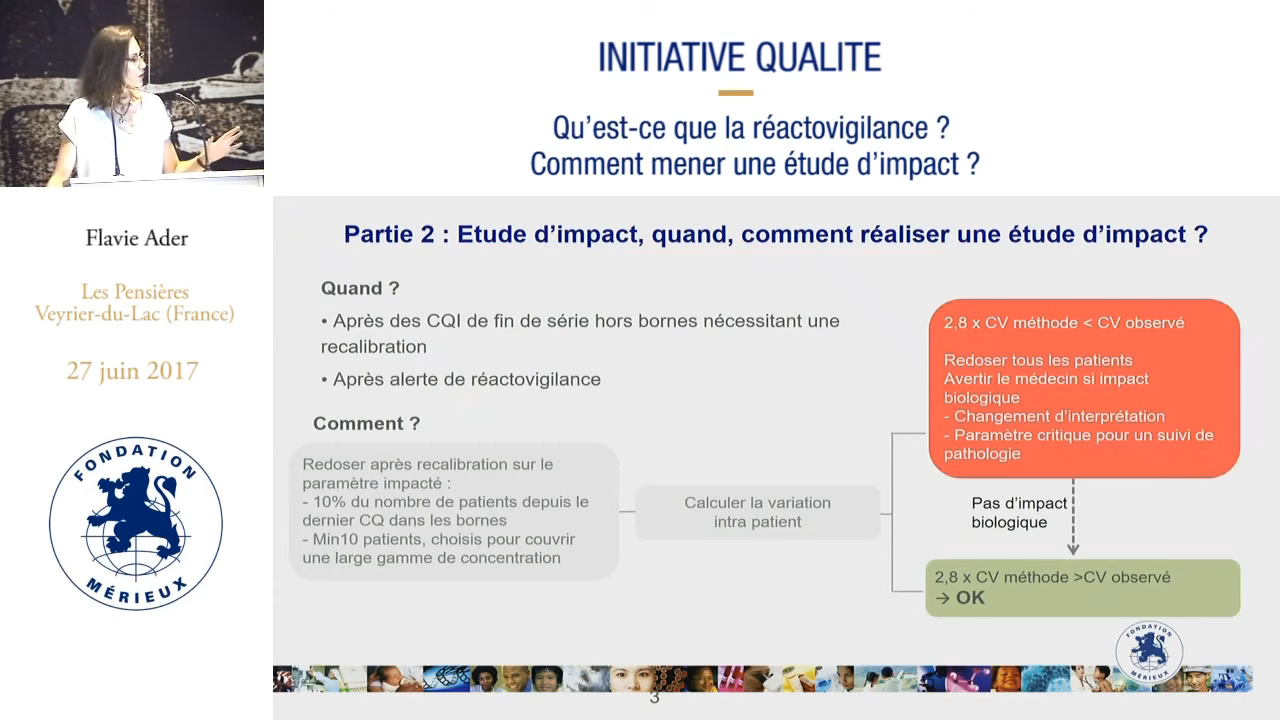 INITIATIVE QUALITE
Qu'est-ce que la réactovigilance ?
Comment mener une étude d'impact ?
Flavie Ader
Les Pensières
Veyrier-du-Lac (France)
27 juin 2017
FONDATION
MÉRIEUX
Partie 2 : Etude d'impact, quand, comment réaliser une étude d'impact ?
Quand ?
• Après des CQI de fin de série hors bornes nécessitant une
recalibration
• Après alerte de réactovigilance
Comment ?
Redoser après recalibration sur le
paramètre impacté :
- 10% du nombre de patients depuis le
dernier CQ dans les bornes
- Min10 patients, choisis pour couvrir
une large gamme de concentration
Calculer la variation
intra patient
2,8 x CV méthode < CV observé
Redoser tous les patients
Avertir le médecin si impact
biologique
- Changement d'interprétation
- Paramètre critique pour un suivi de
pathologie
Pas d'impact
biologique
2,8 x CV méthode >CV observé
→ OK
FONDATION
MÉRIEUX
3